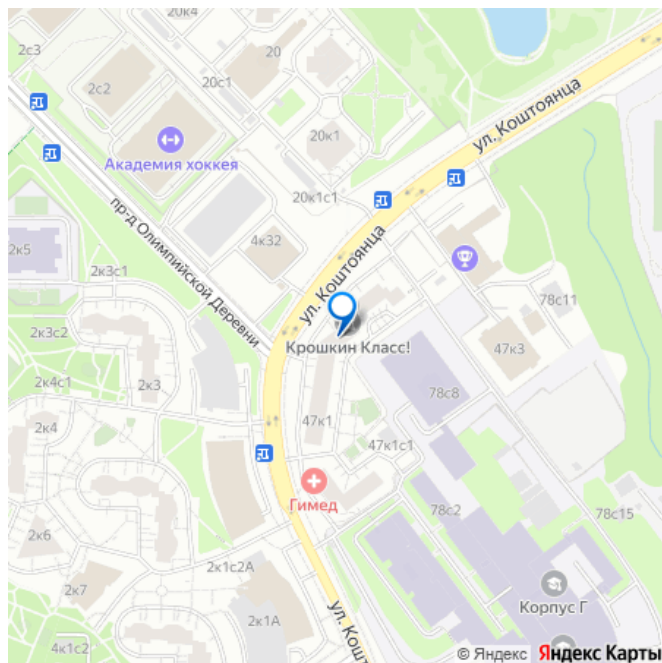 20к4
2с3
20
2с2
20с1
20к1
ул. Коштоянца
Академия хоккея
20к1с1
пр-д Олимпийской Деревни
4к32
ул. Коштоянца
2к5
2к3с1
78с11
2к3с2
Крошкин Класс!
47к3
2к4с1
2к3
78с8
47к1
2к4
47к1с1
Гимед
78с2
78с15
2к6
2к1с2А
2к7
Корпус Г
2к1А
ул. Кошт
4к1с2
© Яндекс Яндекс Карты